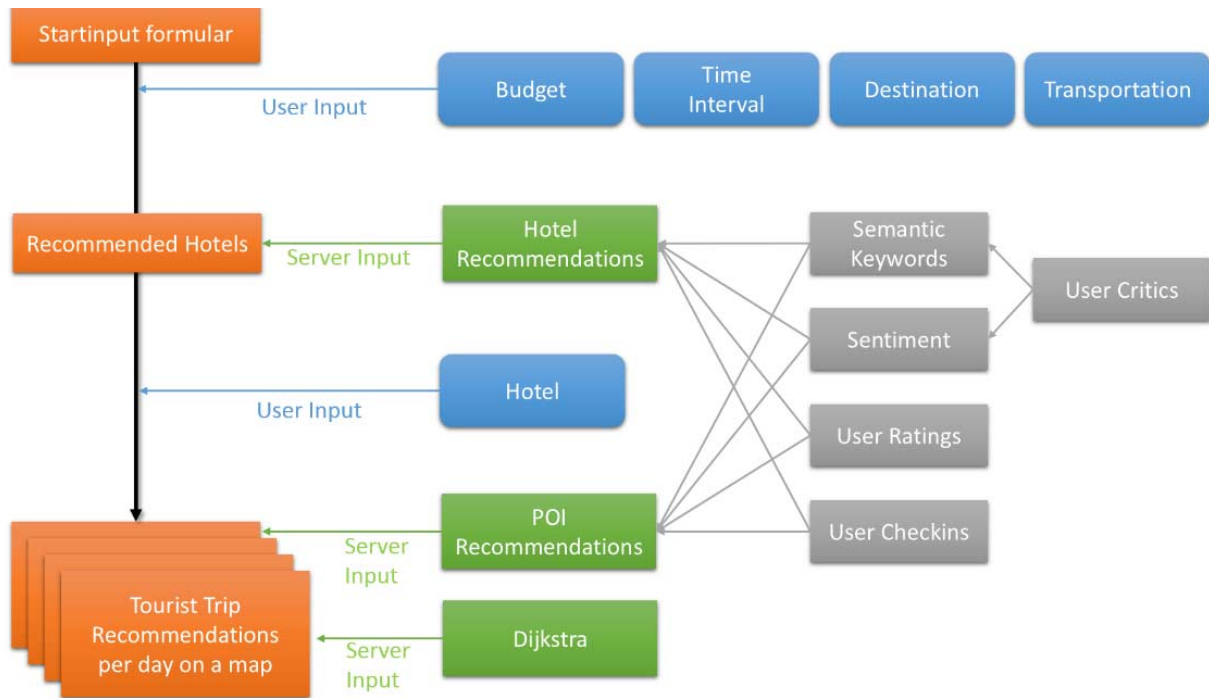 Startinput formular
User Input
Budget
Time
Interval
Destination
Transportation
Recommended Hotels
Server Input
Hotel
Recommendations
Semantic
Keywords
User Critics
Sentiment
User Input
Hotel
User Ratings
POI
Recommendations
Server
Input
User Checkins
Tourist Trip
Recommendations
per day on a map
Server
Input
Dijkstra